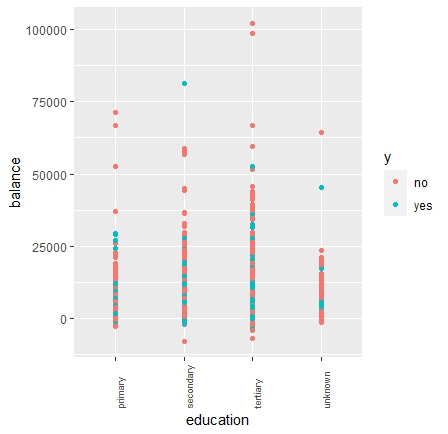 100000
75000
50000
25000
0
balance
primary
secondary
tertiary
unknown
education
y
no
yes